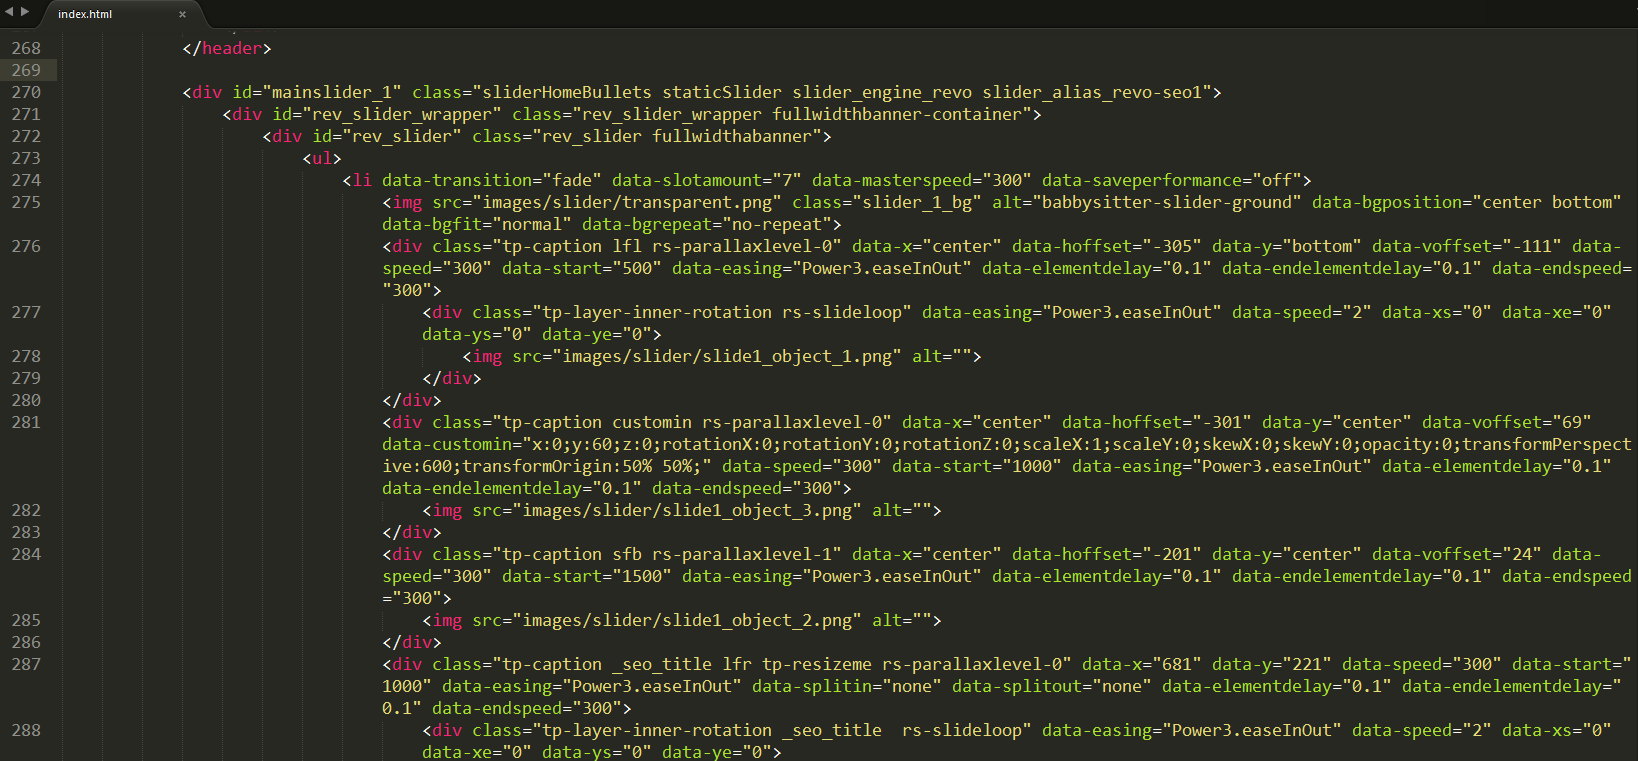 index.html ×
268 </header>
269
270 <div id="mainslider_1" class="sliderHomeBullets staticSlider slider_engine_revo slider_alias_revo-seo1">
271 <div id="rev_slider_wrapper" class="rev_slider_wrapper fullwidthbanner-container">
272 <div id="rev_slider" class="rev_slider fullwidthabanner">
273 <ul>
274 <li data-transition="fade" data-slotamount="7" data-masterspeed="300" data-saveperformance="off">
275 <img src="images/slider/transparent.png" class="slider_1_bg" alt="babbysitter-slider-ground" data-bgposition="center bottom"
data-bgfit="normal" data-bgrepeat="no-repeat">
276 <div class="tp-caption lfl rs-parallaxlevel-0" data-x="center" data-hoffset="-305" data-y="bottom" data-voffset="-111" data-
speed="300" data-start="500" data-easing="Power3.easeInOut" data-elementdelay="0.1" data-endelementdelay="0.1" data-endspeed=
"300">
277 <div class="tp-layer-inner-rotation rs-slideloop" data-easing="Power3.easeInOut" data-speed="2" data-xs="0" data-xe="0"
data-ys="0" data-ye="0">
278 <img src="images/slider/slide1_object_1.png" alt="">
279 </div>
280 </div>
281 <div class="tp-caption customin rs-parallaxlevel-0" data-x="center" data-hoffset="-301" data-y="center" data-voffset="69"
data-customin="x:0;y:60;z:0;rotationX:0;rotationY:0;rotationZ:0;scaleX:1;scaleY:0;skewX:0;skewY:0;opacity:0;transformPerspect
ive:600;transformOrigin:50% 50%;" data-speed="300" data-start="1000" data-easing="Power3.easeInOut" data-elementdelay="0.1"
data-endelementdelay="0.1" data-endspeed="300">
282 <img src="images/slider/slide1_object_3.png" alt="">
283 </div>
284 <div class="tp-caption sfb rs-parallaxlevel-1" data-x="center" data-hoffset="-201" data-y="center" data-voffset="24" data-
speed="300" data-start="1500" data-easing="Power3.easeInOut" data-elementdelay="0.1" data-endelementdelay="0.1" data-endspeed
="300">
285 <img src="images/slider/slide1_object_2.png" alt="">
286 </div>
287 <div class="tp-caption _seo_title lfr tp-resizeme rs-parallaxlevel-0" data-x="681" data-y="221" data-speed="300" data-start="
1000" data-easing="Power3.easeInOut" data-splitin="none" data-splitout="none" data-elementdelay="0.1" data-endelementdelay="
0.1" data-endspeed="300">
288 <div class="tp-layer-inner-rotation _seo_title  rs-slideloop" data-easing="Power3.easeInOut" data-speed="2" data-xs="0"
data-xe="0" data-ys="0" data-ye="0">